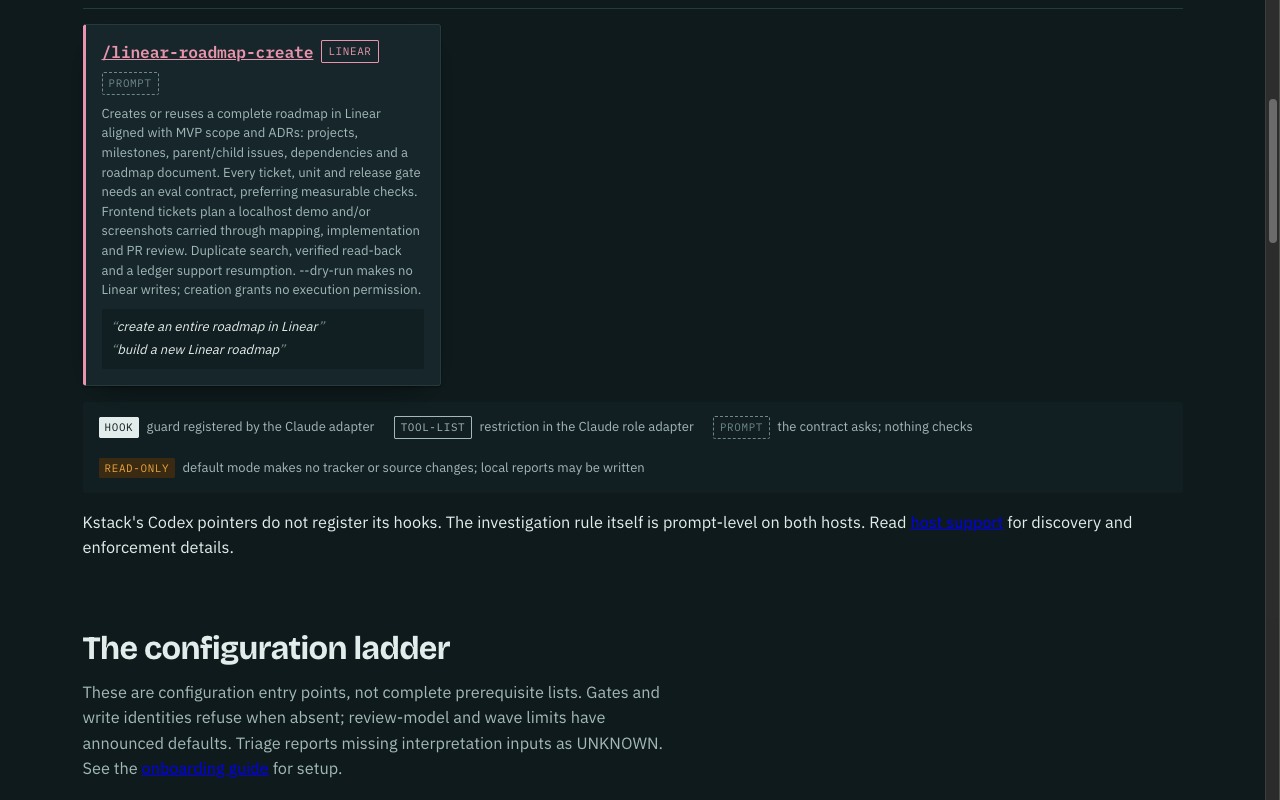 /linear-roadmap-create LINEAR
PROMPT
Creates or reuses a complete roadmap in Linear
aligned with MVP scope and ADRs: projects,
milestones, parent/child issues, dependencies and a
roadmap document. Every ticket, unit and release gate
needs an eval contract, preferring measurable checks.
Frontend tickets plan a localhost demo and/or
screenshots carried through mapping, implementation
and PR review. Duplicate search, verified read-back
and a ledger support resumption. --dry-run makes no
Linear writes; creation grants no execution permission.
“create an entire roadmap in Linear”
“build a new Linear roadmap”
HOOK guard registered by the Claude adapter TOOL-LIST restriction in the Claude role adapter PROMPT the contract asks; nothing checks
READ-ONLY default mode makes no tracker or source changes; local reports may be written
Kstack's Codex pointers do not register its hooks. The investigation rule itself is prompt-level on both hosts. Read host support for discovery and
enforcement details.
The configuration ladder
These are configuration entry points, not complete prerequisite lists. Gates and
write identities refuse when absent; review-model and wave limits have
announced defaults. Triage reports missing interpretation inputs as UNKNOWN.
See the onboarding guide for setup.